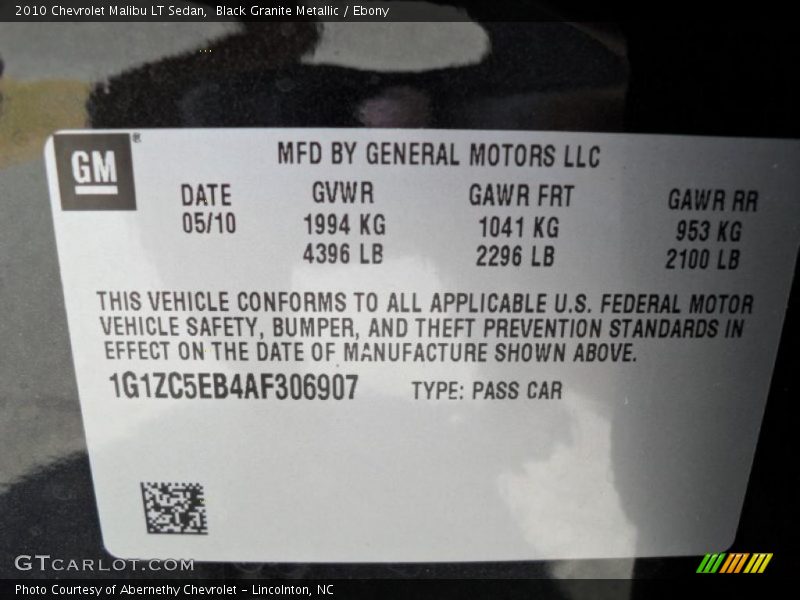 2010 Chevrolet Malibu LT Sedan, Black Granite Metallic / Ebony
GM®
MFD BY GENERAL MOTORS LLC
DATE GVWR GAWR FRT GAWR RR
05/10 1994 KG 1041 KG 953 KG
4396 LB 2296 LB 2100 LB
THIS VEHICLE CONFORMS TO ALL APPLICABLE U.S. FEDERAL MOTOR
VEHICLE SAFETY, BUMPER, AND THEFT PREVENTION STANDARDS IN
EFFECT ON THE DATE OF MANUFACTURE SHOWN ABOVE.
1G1ZC5EB4AF306907 TYPE: PASS CAR
GTCARLOT.COM
Photo Courtesy of Abernethy Chevrolet - Lincolnton, NC